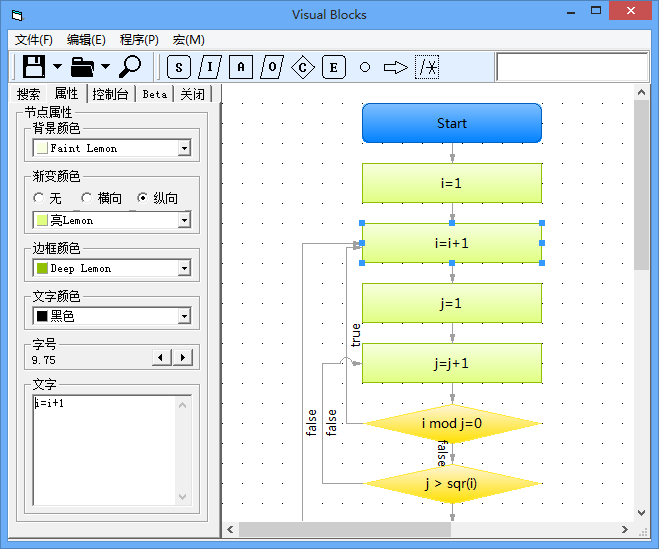 Visual Blocks
文件(F) 编辑(E) 程序(P) 宏(M)
S I A O C E /*
搜索 属性 控制台 Beta 关闭
节点属性
背景颜色
Faint Lemon
渐变颜色
无 横向 纵向
亮Lemon
边框颜色
Deep Lemon
文字颜色
黑色
字号
9.75
文字
i=i+1
Start
i=1
i=i+1
j=1
true
j=j+1
false
false
i mod j=0
false
j > sqr(i)